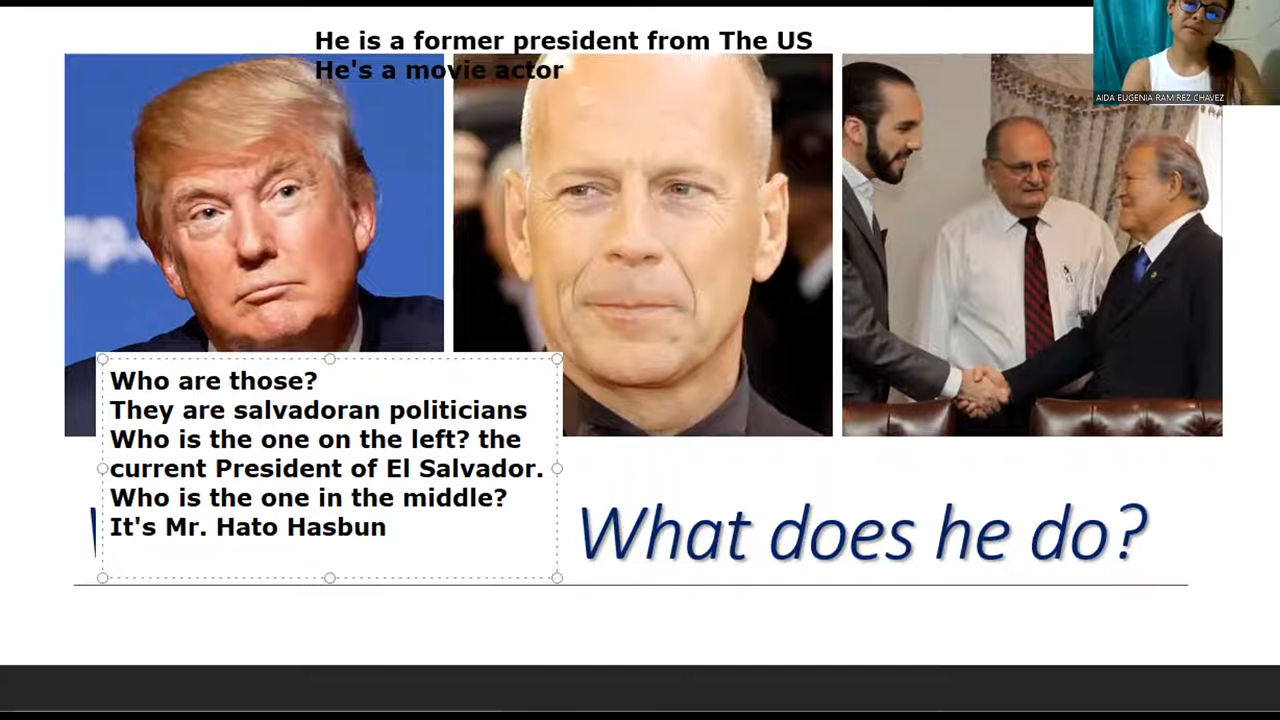 He is a former president from The US
He's a movie actor
AIDA EUGENIA RAMIREZ CHAVEZ
mp.
Who are those?
They are salvadoran politicians
Who is the one on the left? the
current President of El Salvador.
Who is the one in the middle?
It's Mr. Hato Hasbun
What does he do?